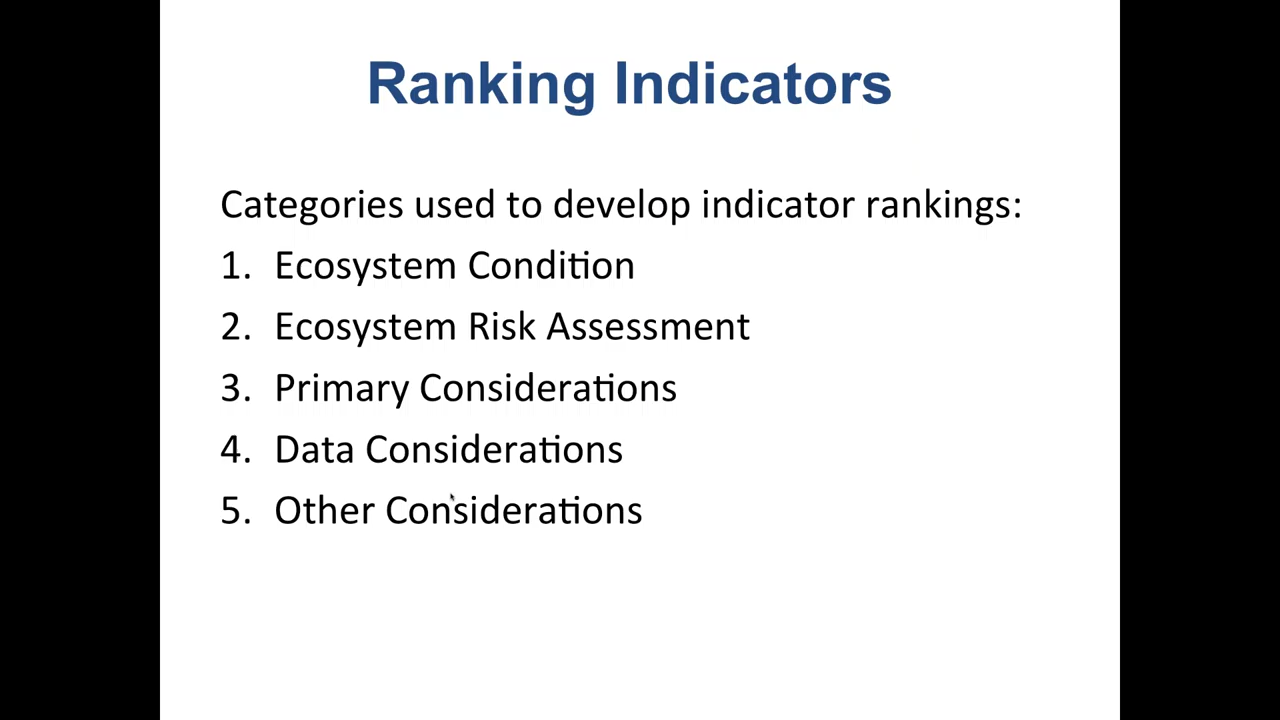 Ranking Indicators
Categories used to develop indicator rankings:
1. Ecosystem Condition
2. Ecosystem Risk Assessment
3. Primary Considerations
4. Data Considerations
5. Other Considerations